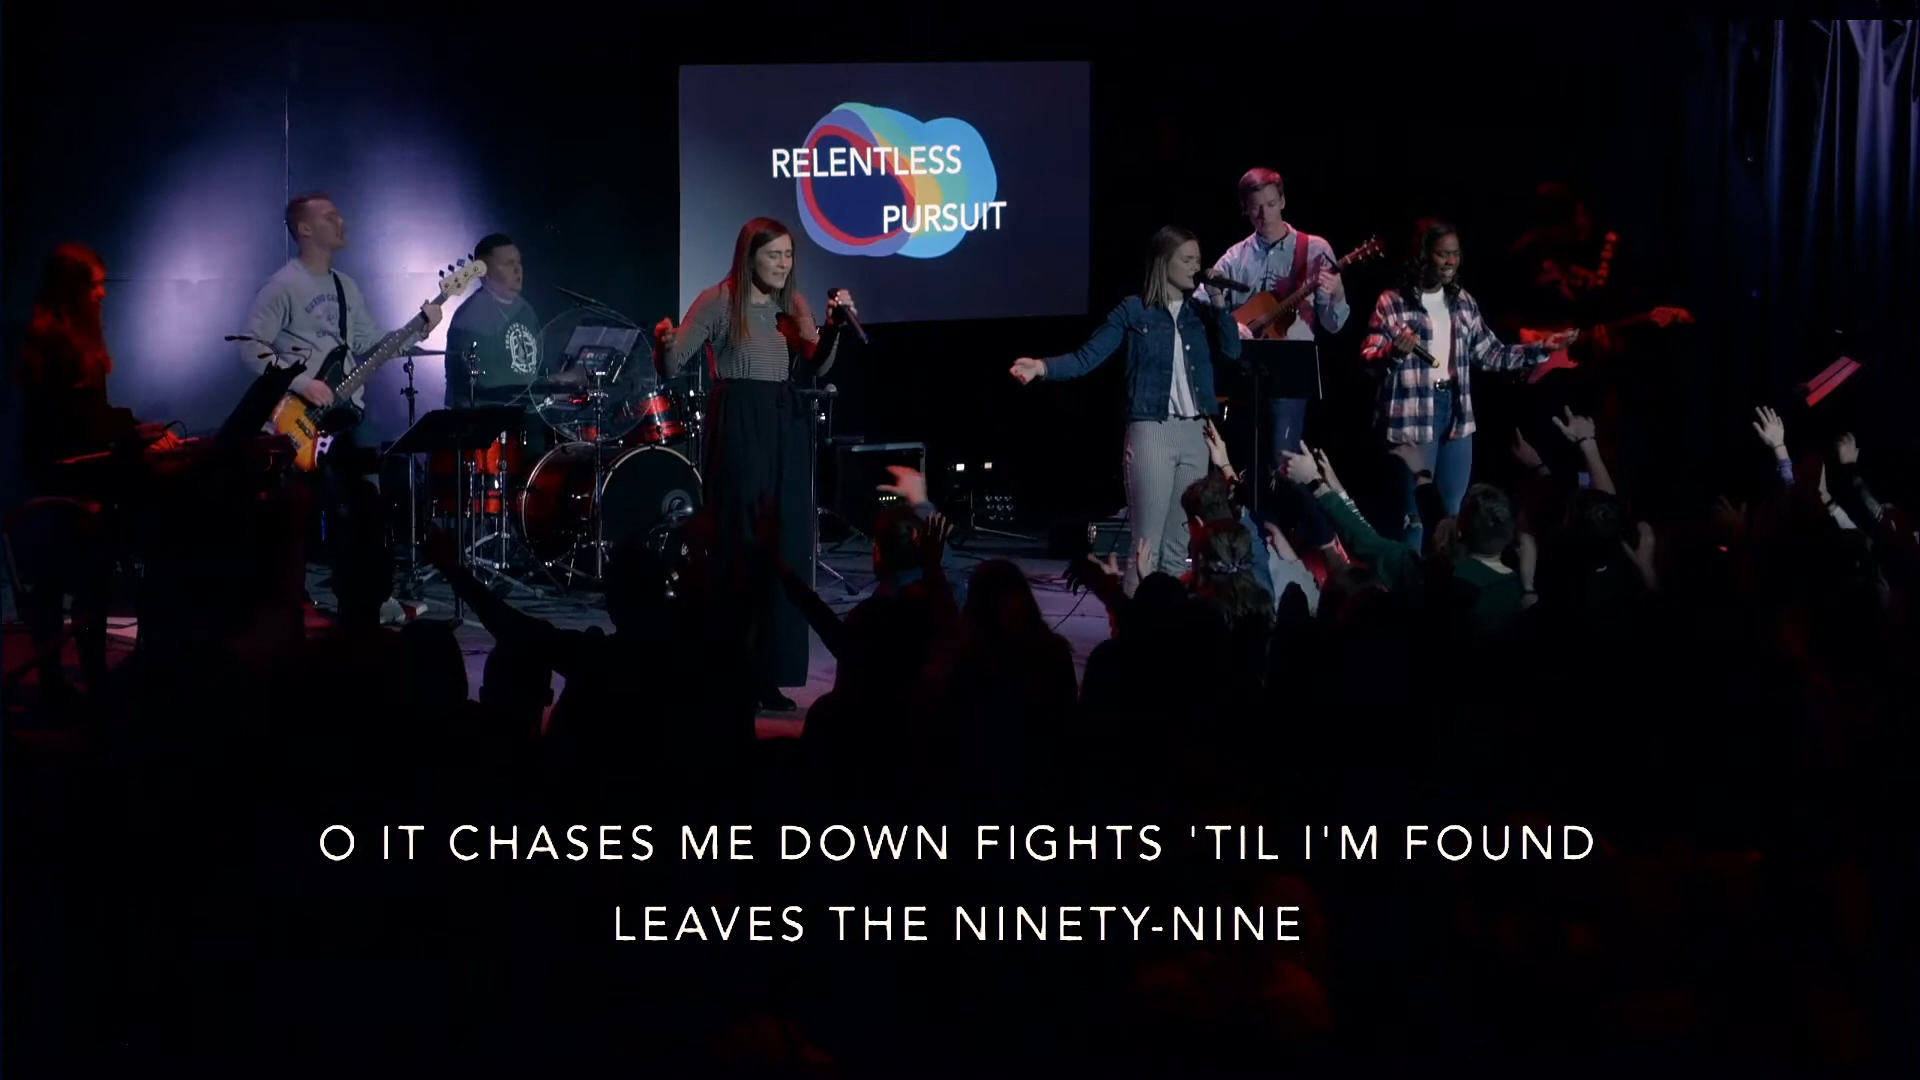 RELENTLESS
PURSUIT
O IT CHASES ME DOWN FIGHTS 'TIL I'M FOUND
LEAVES THE NINETY-NINE